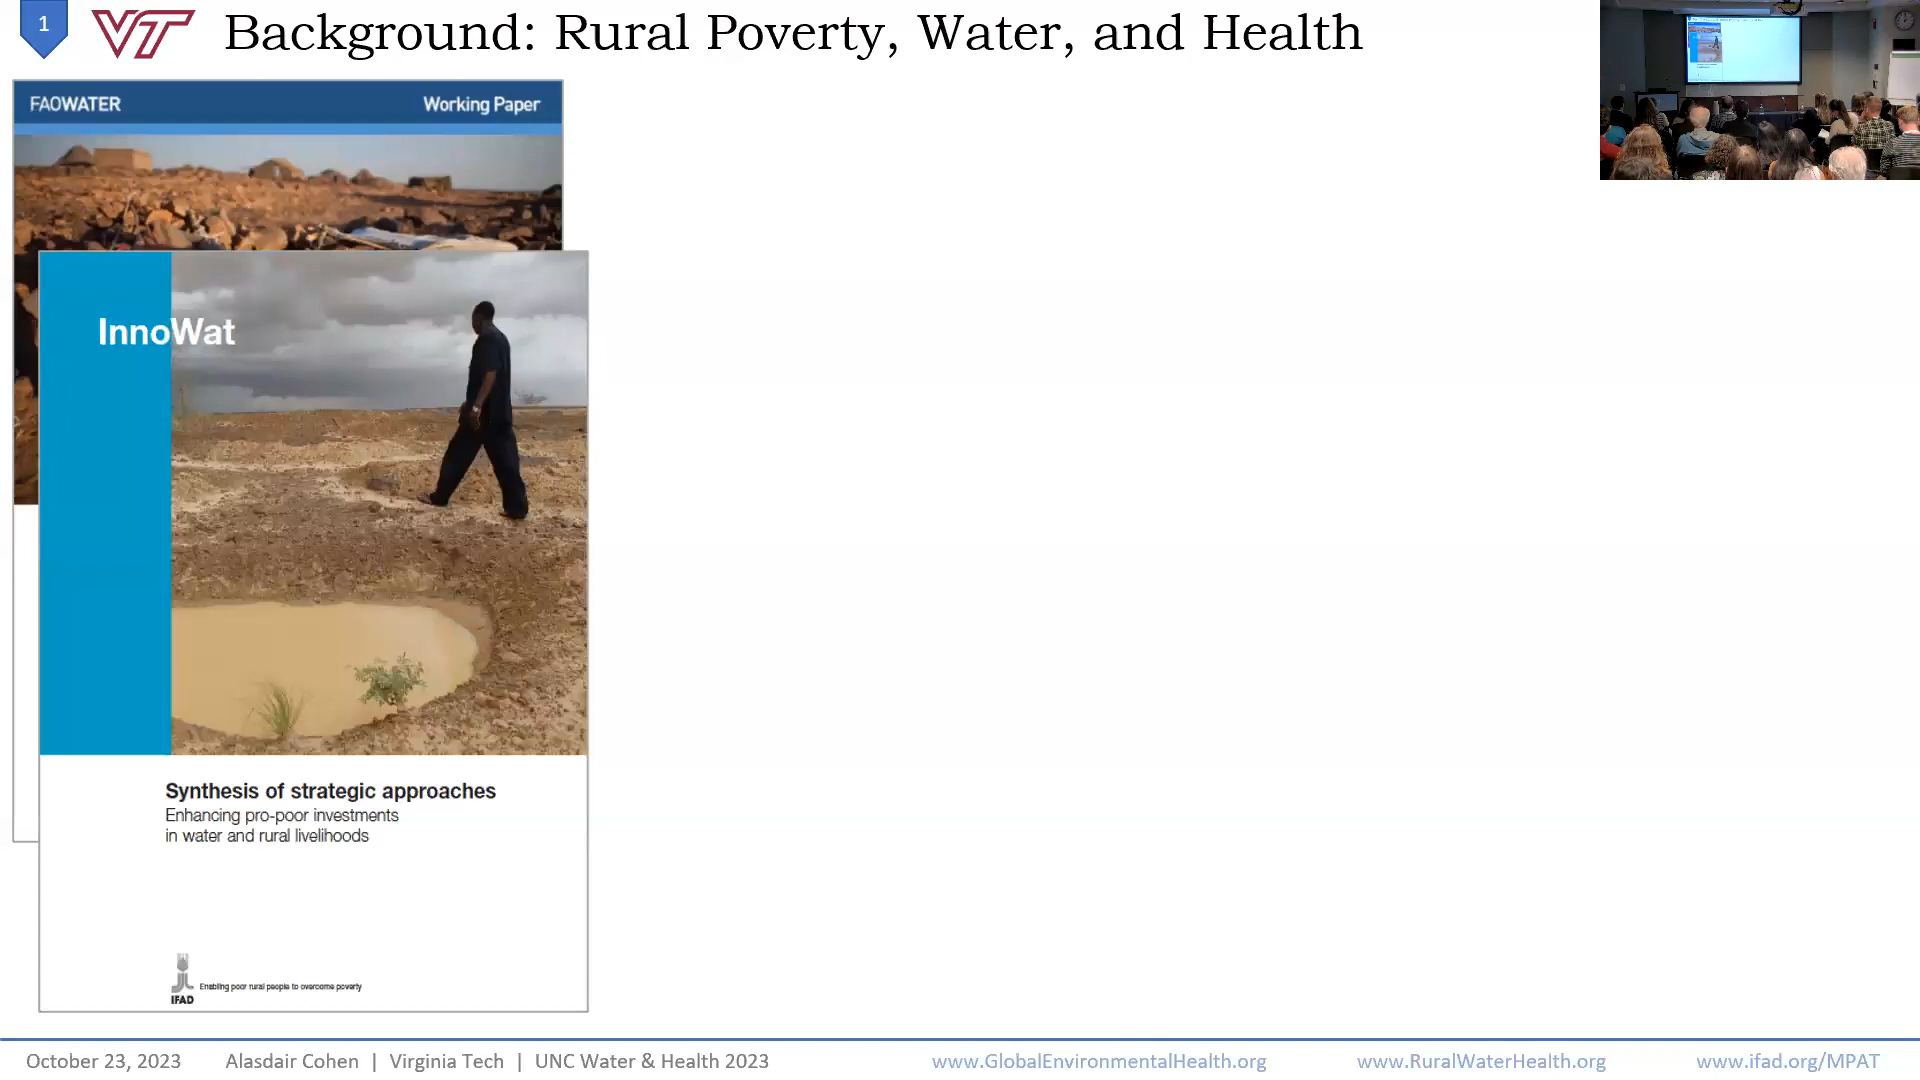 1
VT
Background: Rural Poverty, Water, and Health
FAOWATER
Working Paper
InnoWat
Synthesis of strategic approaches
Enhancing pro-poor investments
in water and rural livelihoods
IFAD
Enabling poor rural people to overcome poverty
October 23, 2023
Alasdair Cohen | Virginia Tech | UNC Water & Health 2023
www.GlobalEnvironmentalHealth.org
www.RuralWaterHealth.org
www.ifad.org/MPAT